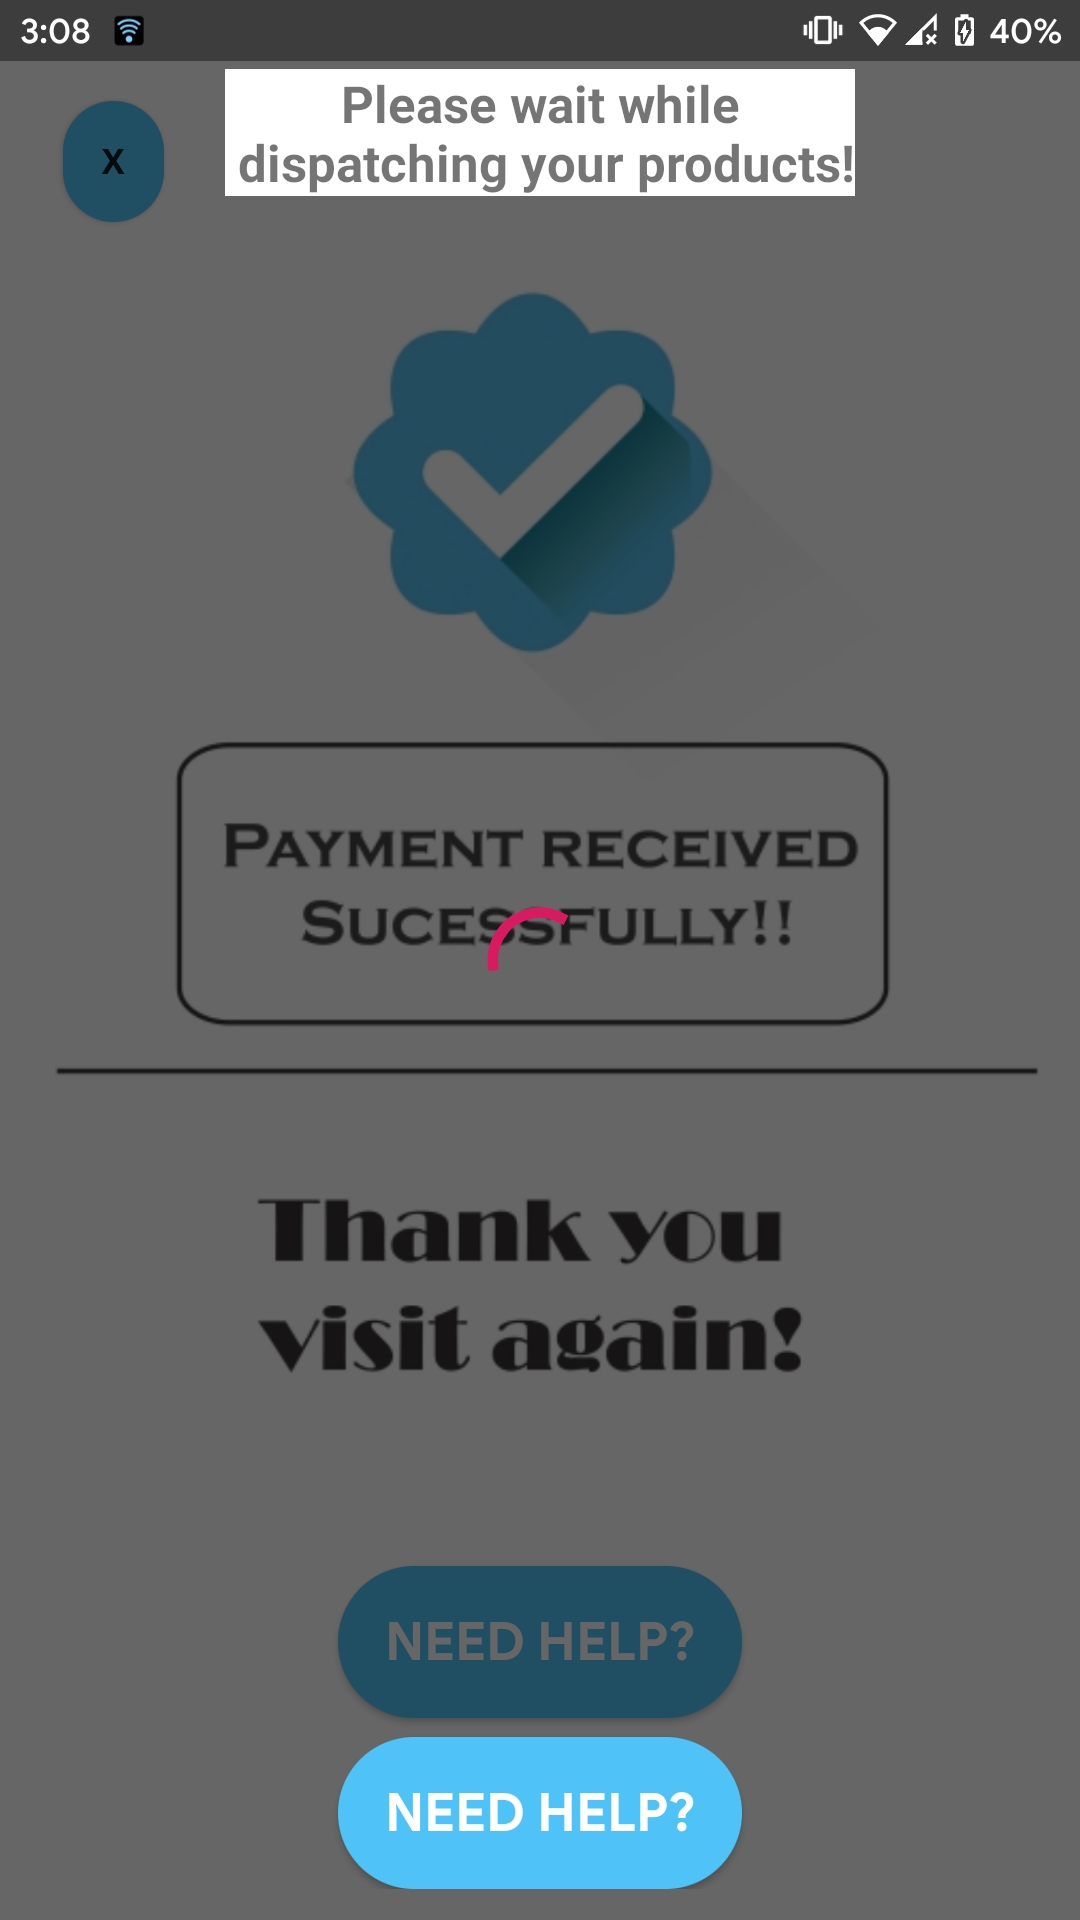 3:08
40%
X
Please wait while
dispatching your products!
PAYMENT RECEIVED
SUCESSFULLY!!
Thank you
visit again!
NEED HELP?
NEED HELP?